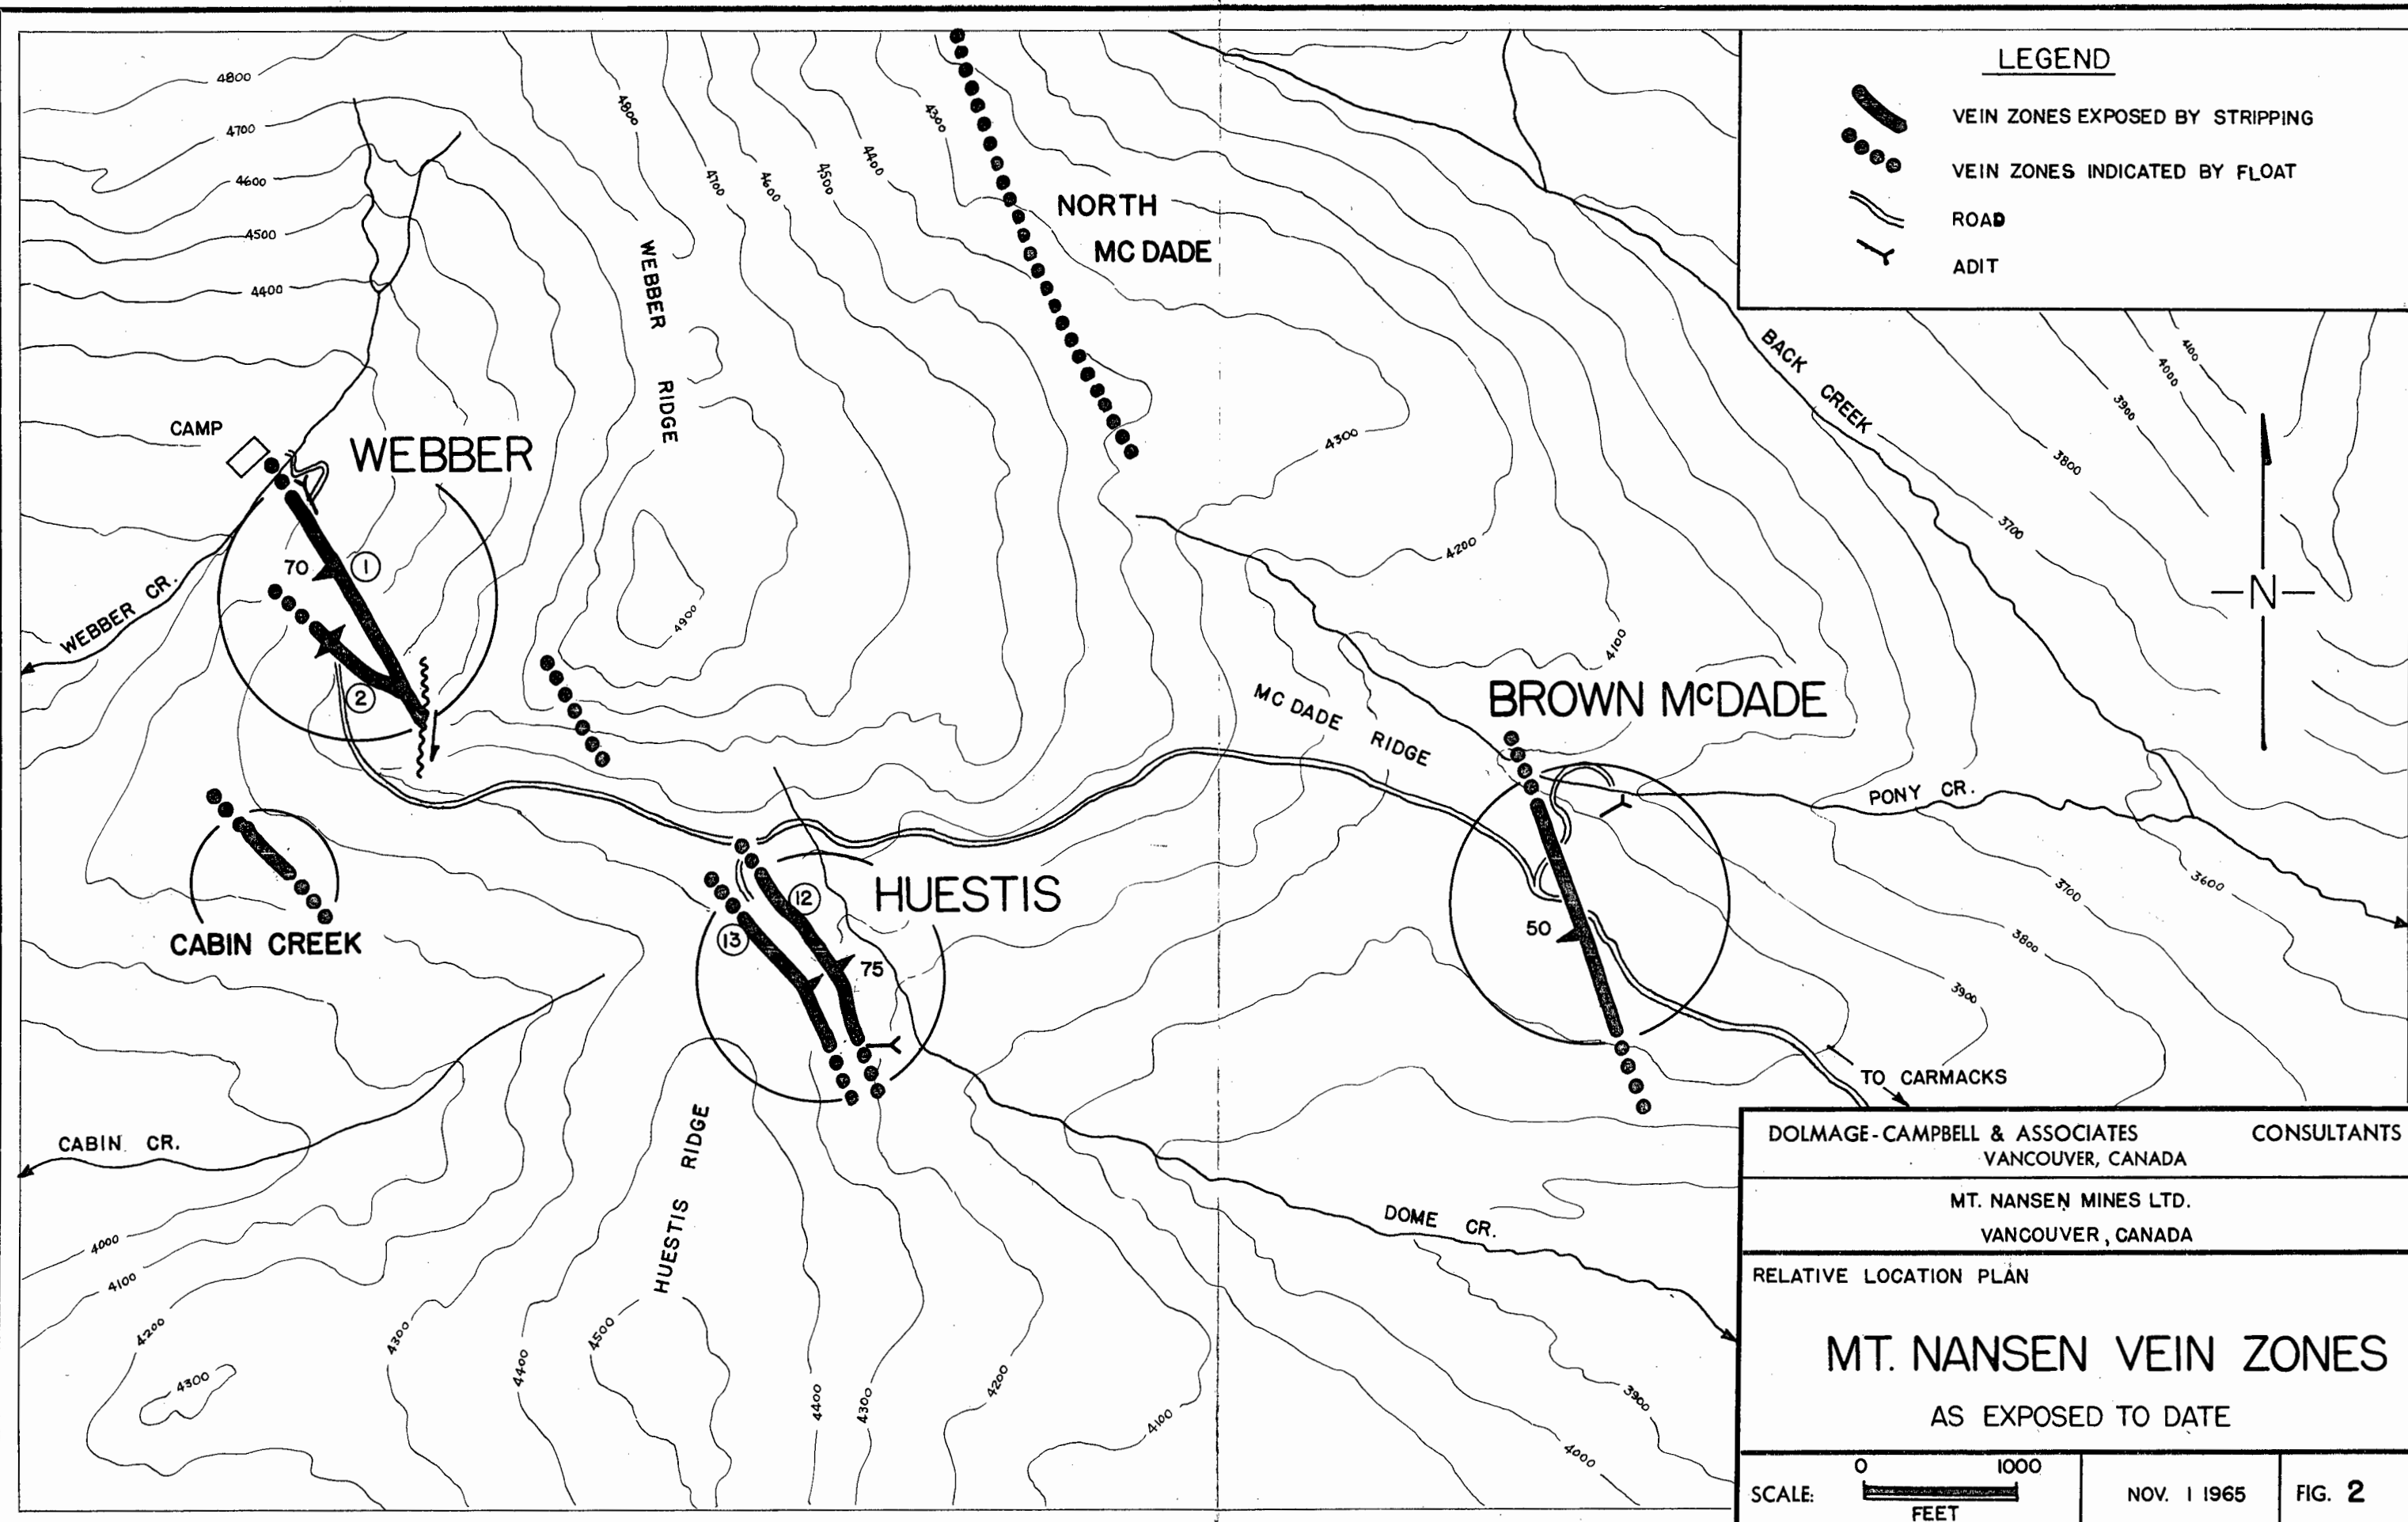 LEGEND
VEIN ZONES EXPOSED BY STRIPPING
VEIN ZONES INDICATED BY FLOAT
ROAD
ADIT
4800
4700
4600
4500
4400
4800
4700
4600
4500
4400
4300
WEBBER RIDGE
NORTH
MC DADE
BACK CREEK
4100
4000
3900
3800
3700
N
CAMP
WEBBER
4300
4200
4100
70
1
2
WEBBER CR.
4900
MC DADE RIDGE
BROWN McDADE
PONY CR.
3600
3700
3800
3900
50
TO CARMACKS
CABIN CREEK
HUESTIS
12
13
75
CABIN CR.
HUESTIS RIDGE
DOME CR.
4000
4100
4200
4300
4300
4400
4500
4400
4300
4200
4100
4000
3900
DOLMAGE-CAMPBELL & ASSOCIATES CONSULTANTS
VANCOUVER, CANADA
MT. NANSEN MINES LTD.
VANCOUVER, CANADA
RELATIVE LOCATION PLAN
MT. NANSEN VEIN ZONES
AS EXPOSED TO DATE
0 1000
SCALE:
FEET
NOV. 1 1965
FIG. 2